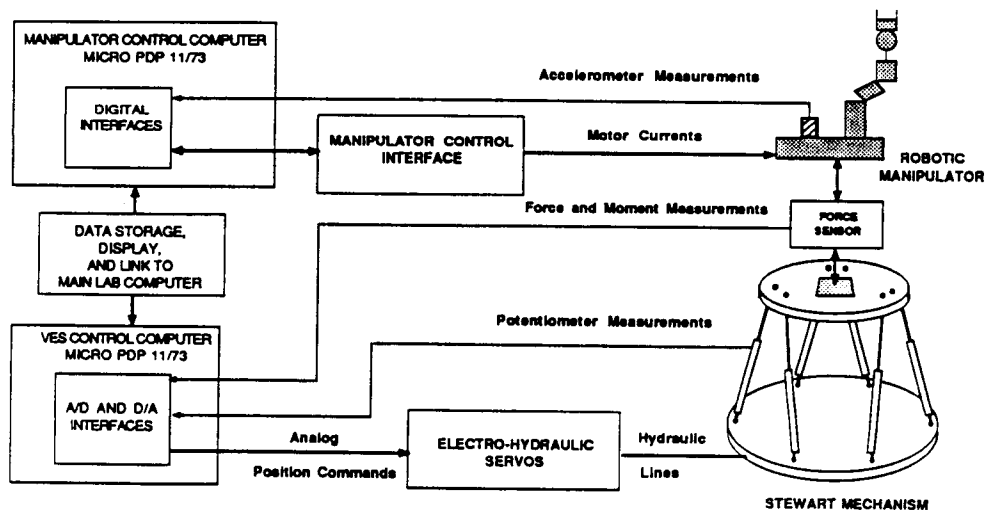 MANIPULATOR CONTROL COMPUTER
MICRO PDP 11/73
DIGITAL
INTERFACES
Accelerometer Measurements
MANIPULATOR CONTROL
INTERFACE
Motor Currents
ROBOTIC
MANIPULATOR
Force and Moment Measurements
FORCE
SENSOR
DATA STORAGE,
DISPLAY,
AND LINK TO
MAIN LAB COMPUTER
VES CONTROL COMPUTER
MICRO PDP 11/73
Potentiometer Measurements
A/D AND D/A
INTERFACES
Analog
Position Commands
ELECTRO-HYDRAULIC
SERVOS
Hydraulic
Lines
STEWART MECHANISM